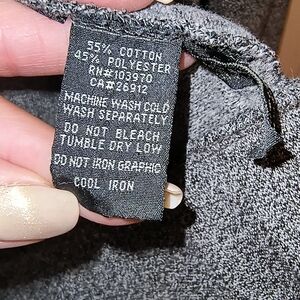 55% COTTON
45% POLYESTER
RN#103970
CA#26912
MACHINE WASH COLD
WASH SEPARATELY
DO NOT BLEACH
TUMBLE DRY LOW
DO NOT IRON GRAPHIC
COOL IRON